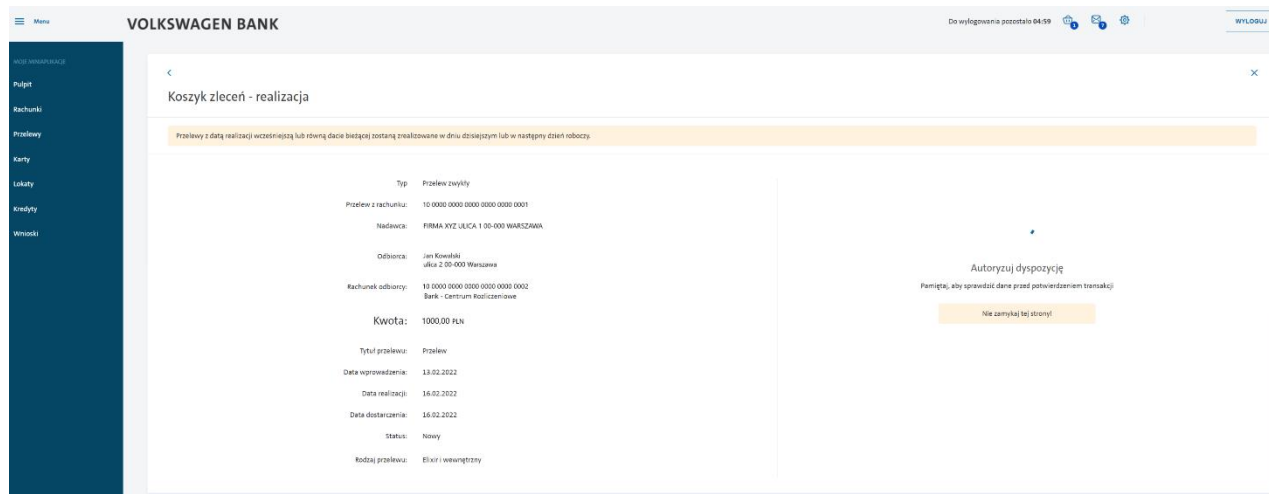 Menu
VOLKSWAGEN BANK
Do wylogowania pozostało 04:59
1
7
WYLOGUJ
MOJE MINIAPLIKACJE
Pulpit
Rachunki
Przelewy
Karty
Lokaty
Kredyty
Wnioski
Koszyk zleceń - realizacja
Przelewy z datą realizacji wcześniejszą lub równą dacie bieżącej zostaną zrealizowane w dniu dzisiejszym lub w następny dzień roboczy.
Typ Przelew zwykły
Przelew z rachunku: 10 0000 0000 0000 0000 0000 0001
Nadawca: FIRMA XYZ ULICA 1 00-000 WARSZAWA
Odbiorca: Jan Kowalski
ulica 2 00-000 Warszawa
Rachunek odbiorcy: 10 0000 0000 0000 0000 0000 0002
Bank - Centrum Rozliczeniowe
Kwota: 1000,00 PLN
Tytuł przelewu: Przelew
Data wprowadzenia: 13.02.2022
Data realizacji: 16.02.2022
Data dostarczenia: 16.02.2022
Status: Nowy
Rodzaj przelewu: Elixir i wewnętrzny
Autoryzuj dyspozycję
Pamiętaj, aby sprawdzić dane przed potwierdzeniem transakcji
Nie zamykaj tej strony!